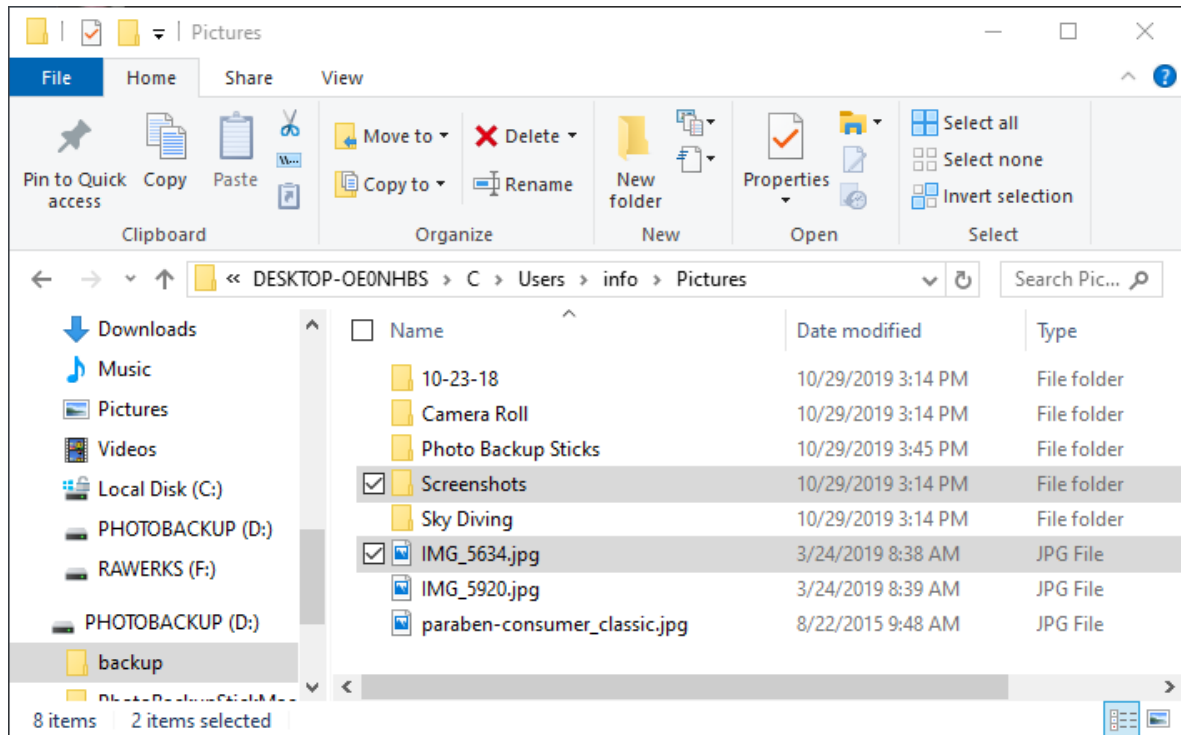 Pictures
File Home Share View
Pin to Quick access
Copy
Paste
Move to
Copy to
Delete
Rename
New folder
Properties
Select all
Select none
Invert selection
Clipboard Organize New Open Select
« DESKTOP-OE0NHBS > C > Users > info > Pictures
Search Pic...
Downloads
Music
Pictures
Videos
Local Disk (C:)
PHOTOBACKUP (D:)
RAWERKS (F:)
PHOTOBACKUP (D:)
backup
Name Date modified Type
10-23-18 10/29/2019 3:14 PM File folder
Camera Roll 10/29/2019 3:14 PM File folder
Photo Backup Sticks 10/29/2019 3:45 PM File folder
Screenshots 10/29/2019 3:14 PM File folder
Sky Diving 10/29/2019 3:14 PM File folder
IMG_5634.jpg 3/24/2019 8:38 AM JPG File
IMG_5920.jpg 3/24/2019 8:39 AM JPG File
paraben-consumer_classic.jpg 8/22/2015 9:48 AM JPG File
8 items 2 items selected